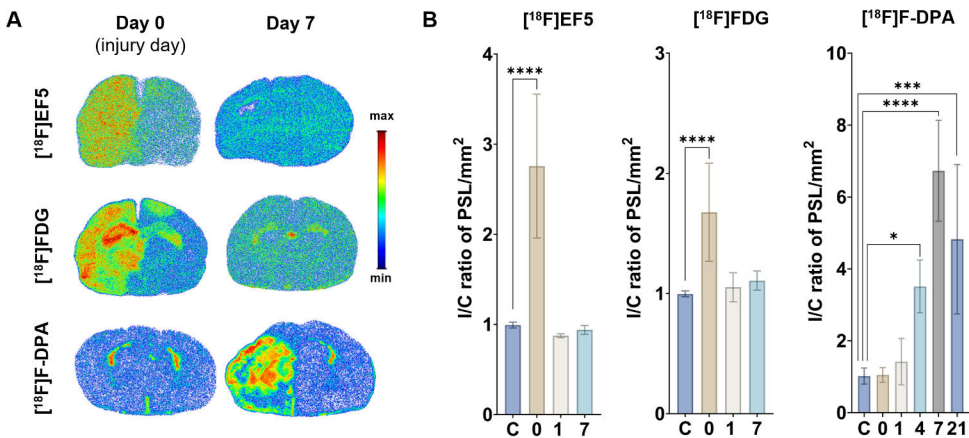 A
Day 0
(injury day)
Day 7
[¹⁸F]EF5
[¹⁸F]FDG
[¹⁸F]F-DPA
max
min
B
[¹⁸F]EF5
I/C ratio of PSL/mm²
4
3
2
1
0
****
C 0 1 7
[¹⁸F]FDG
I/C ratio of PSL/mm²
3
2
1
0
****
C 0 1 7
[¹⁸F]F-DPA
I/C ratio of PSL/mm²
10
8
6
4
2
0
***
****
*
C 0 1 4 7 21